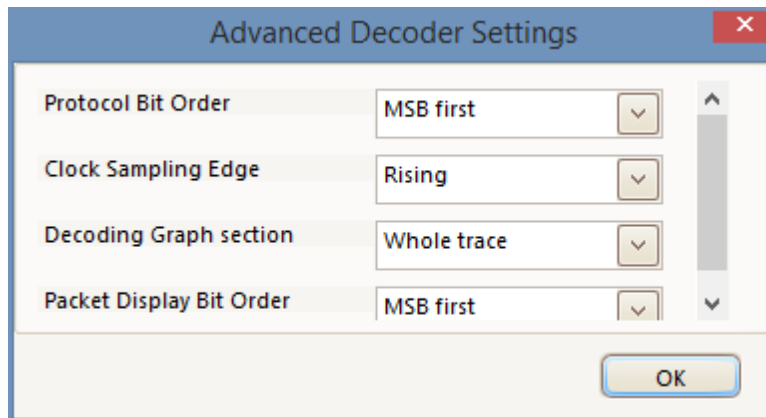 Advanced Decoder Settings
Protocol Bit Order MSB first
Clock Sampling Edge Rising
Decoding Graph section Whole trace
Packet Display Bit Order MSB first
OK